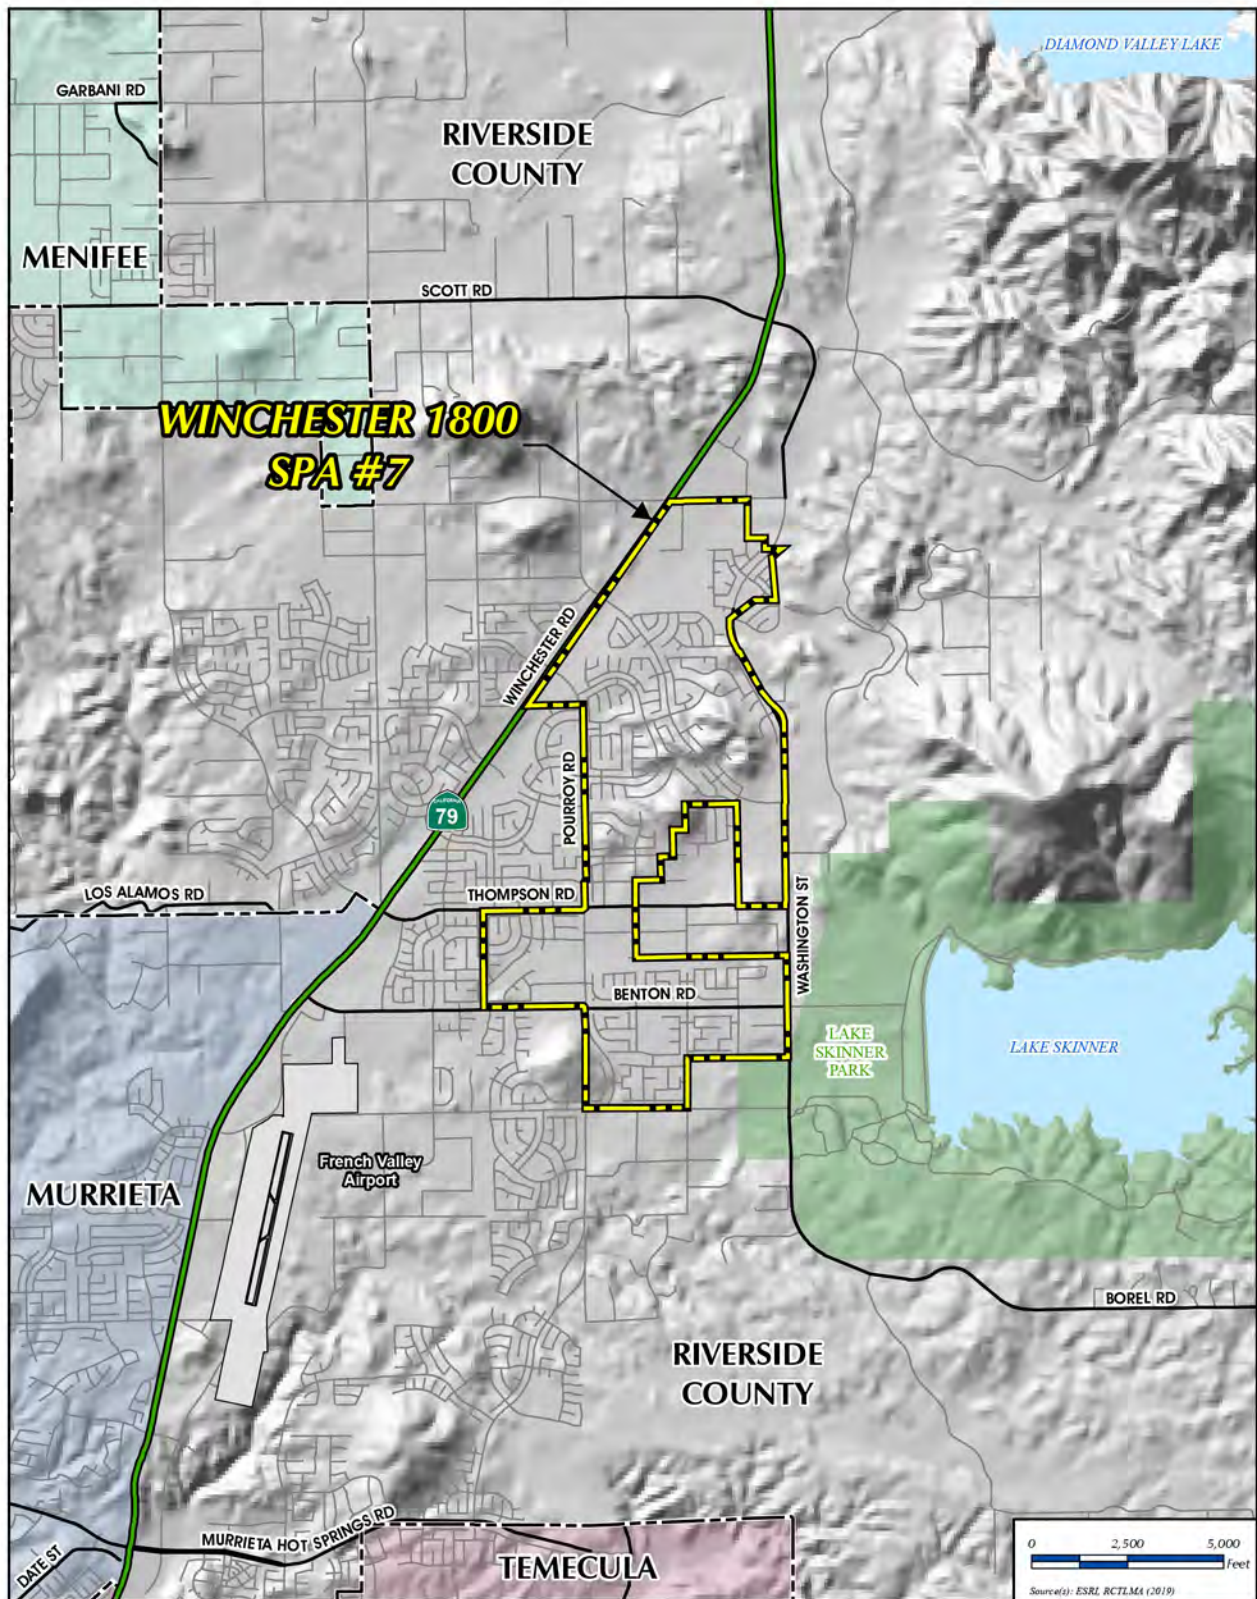 DIAMOND VALLEY LAKE
GARBANI RD
RIVERSIDE
COUNTY
MENIFEE
SCOTT RD
WINCHESTER 1800
SPA #7
WINCHESTER RD
POURROY RD
CALIFORNIA
79
LOS ALAMOS RD
THOMPSON RD
WASHINGTON ST
BENTON RD
LAKE
SKINNER
PARK
LAKE SKINNER
French Valley
Airport
MURRIETA
BOREL RD
RIVERSIDE
COUNTY
MURRIETA HOT SPRINGS RD
DATE ST
TEMECULA
0 2,500 5,000
Feet
Source(s): ESRI, RCTLMA (2019)